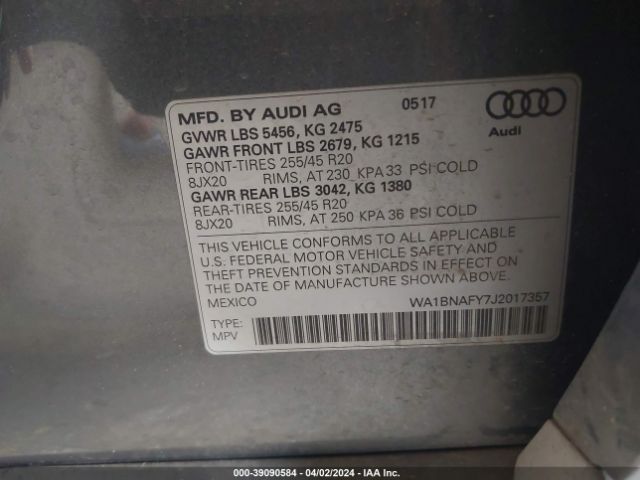 MFD. BY AUDI AG 0517
GVWR LBS 5456, KG 2475
GAWR FRONT LBS 2679, KG 1215
FRONT-TIRES 255/45 R20
8JX20 RIMS, AT 230 KPA 33 PSI COLD
GAWR REAR LBS 3042, KG 1380
REAR-TIRES 255/45 R20
8JX20 RIMS, AT 250 KPA 36 PSI COLD
Audi
THIS VEHICLE CONFORMS TO ALL APPLICABLE
U.S. FEDERAL MOTOR VEHICLE SAFETY AND
THEFT PREVENTION STANDARDS IN EFFECT ON
THE DATE OF MANUFACTURE SHOWN ABOVE.
MEXICO WA1BNAFY7J2017357
TYPE:
MPV
000-39090584 - 04/02/2024 - IAA Inc.